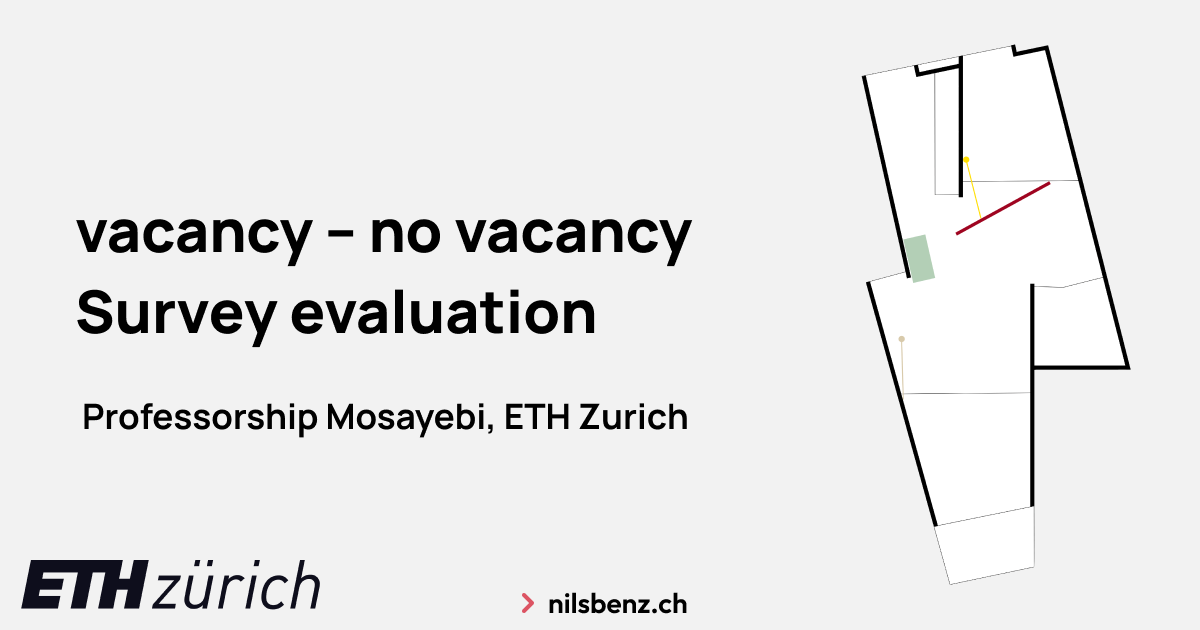 vacancy – no vacancy
Survey evaluation
Professorship Mosayebi, ETH Zurich
ETH zürich
nilsbenz.ch